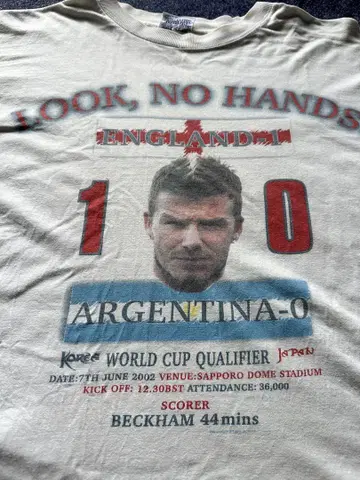 LOOK, NO HANDS
ENGLAND-1
1 0
ARGENTINA-0
Korea WORLD CUP QUALIFIER Japan
DATE:7TH JUNE 2002 VENUE:SAPPORO DOME STADIUM
KICK OFF: 12.30BST ATTENDANCE: 36,000
SCORER
BECKHAM 44mins